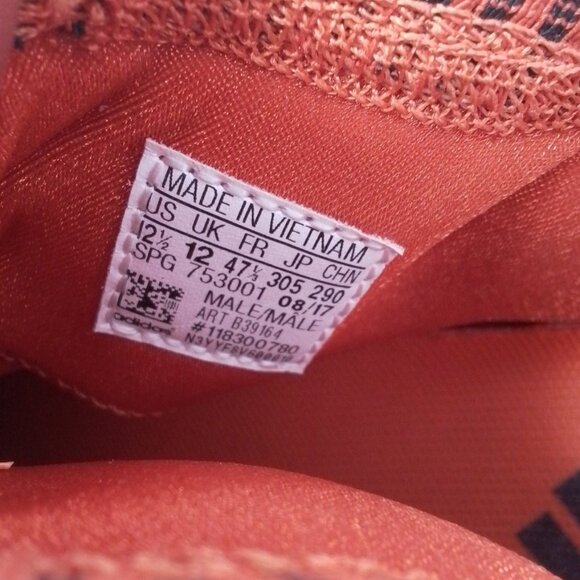 MADE IN VIETNAM
US UK FR JP CHN
12½ 12 47⅓ 305 290
SPG 753001 08/17
MALE/MALE
ART B39164
#118300780
adidas